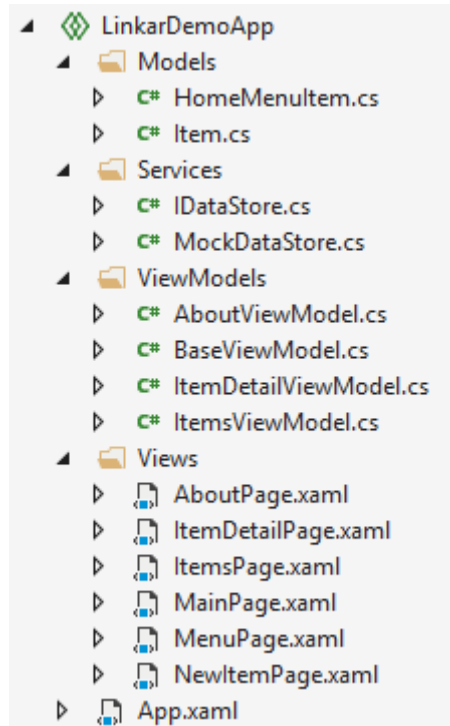 LinkarDemoApp
Models
C# HomeMenuItem.cs
C# Item.cs
Services
C# IDataStore.cs
C# MockDataStore.cs
ViewModels
C# AboutViewModel.cs
C# BaseViewModel.cs
C# ItemDetailViewModel.cs
C# ItemsViewModel.cs
Views
AboutPage.xaml
ItemDetailPage.xaml
ItemsPage.xaml
MainPage.xaml
MenuPage.xaml
NewItemPage.xaml
App.xaml